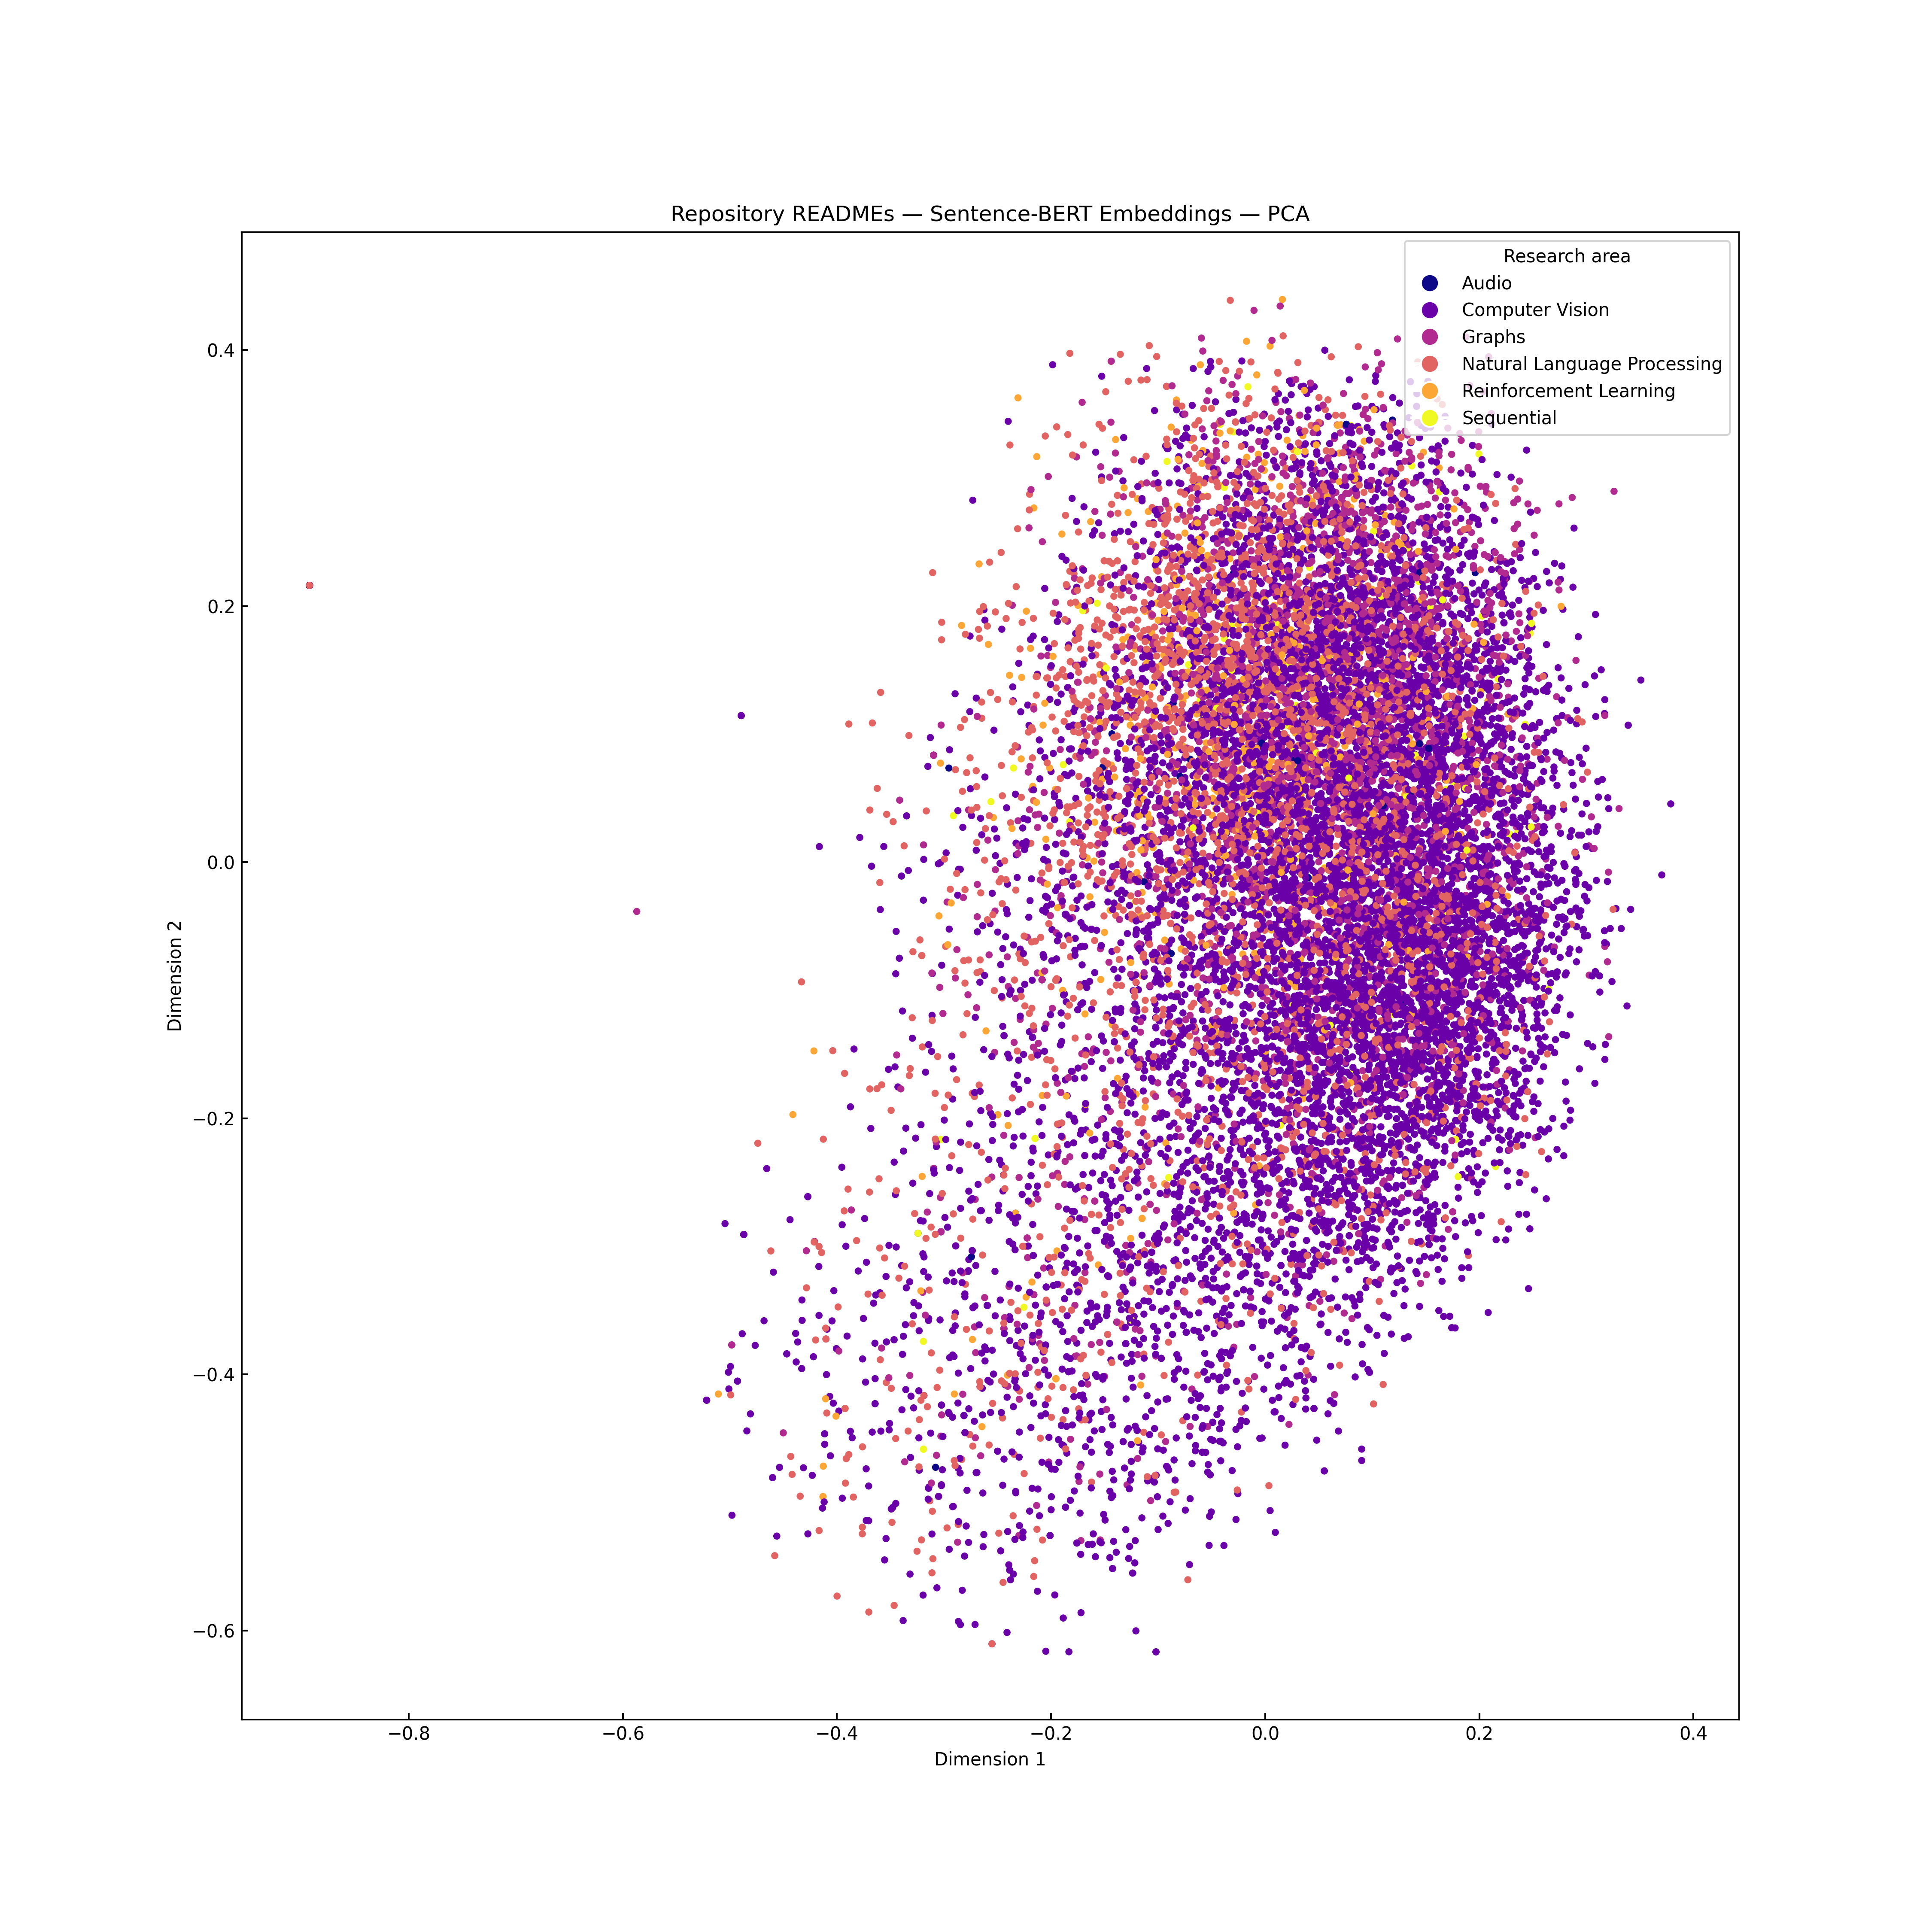 Repository READMEs — Sentence-BERT Embeddings — PCA
Research area
Audio
Computer Vision
Graphs
Natural Language Processing
Reinforcement Learning
Sequential
0.4
0.2
0.0
−0.2
−0.4
−0.6
Dimension 2
−0.8
−0.6
−0.4
−0.2
0.0
0.2
0.4
Dimension 1